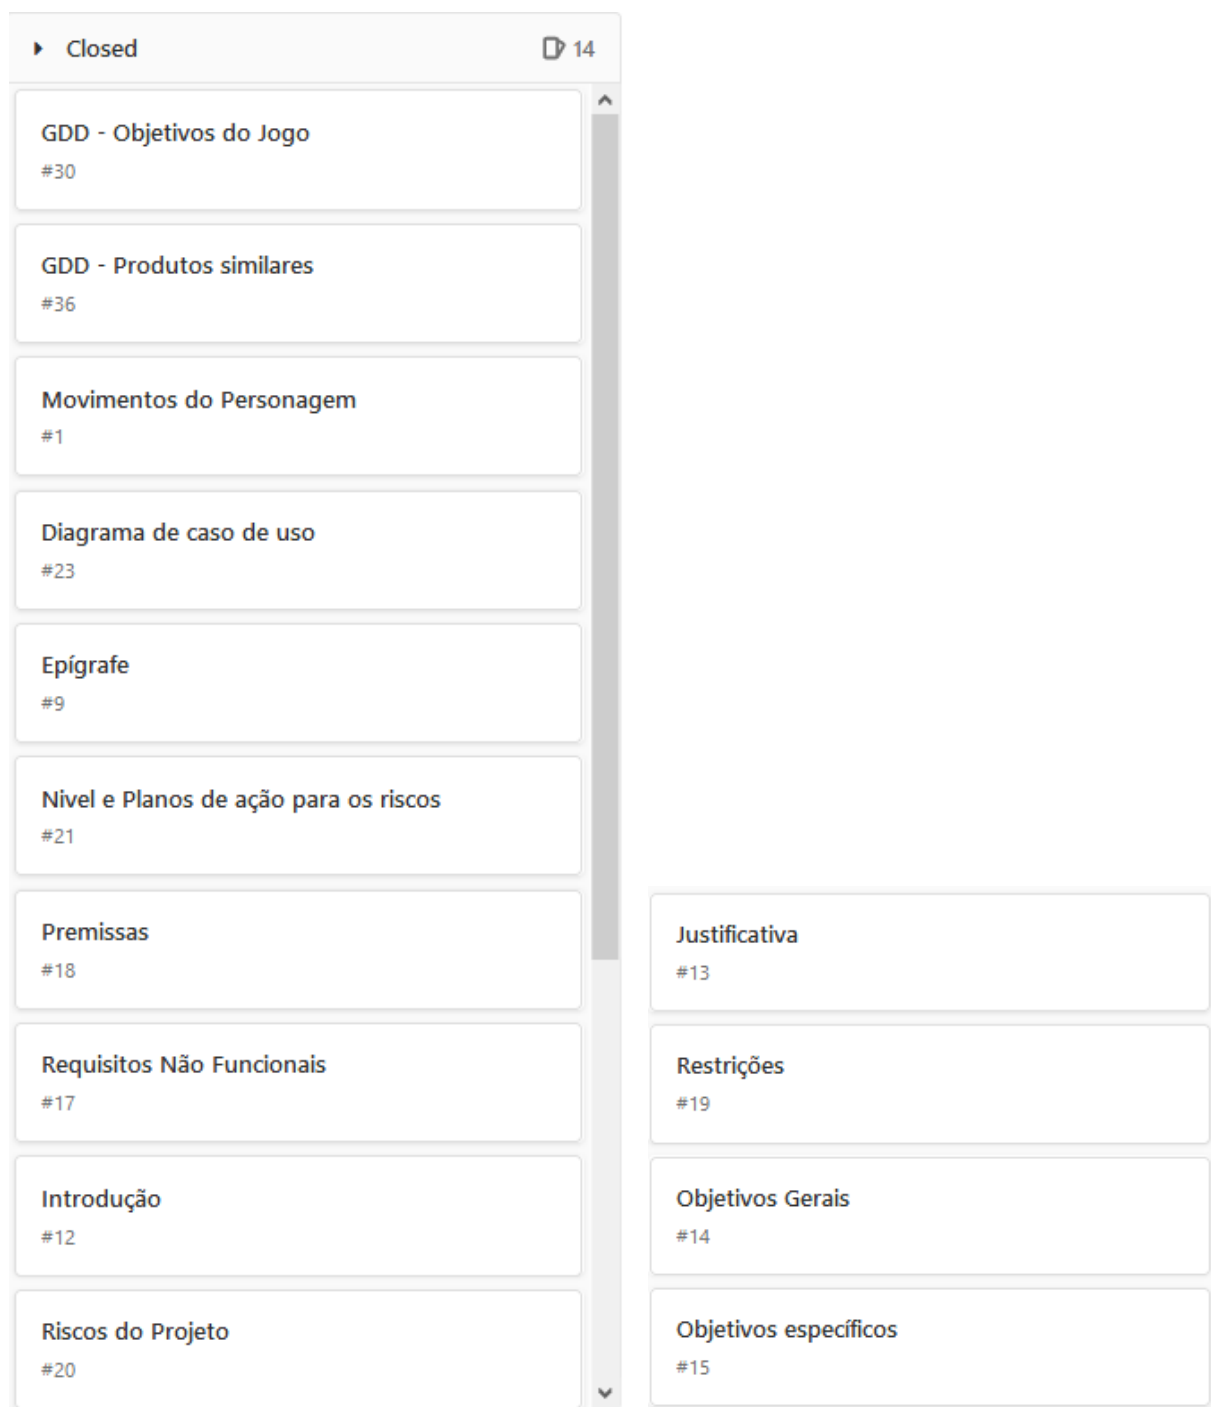 Closed
14
GDD - Objetivos do Jogo
#30
GDD - Produtos similares
#36
Movimentos do Personagem
#1
Diagrama de caso de uso
#23
Epígrafe
#9
Nivel e Planos de ação para os riscos
#21
Premissas
#18
Requisitos Não Funcionais
#17
Introdução
#12
Riscos do Projeto
#20
Justificativa
#13
Restrições
#19
Objetivos Gerais
#14
Objetivos específicos
#15